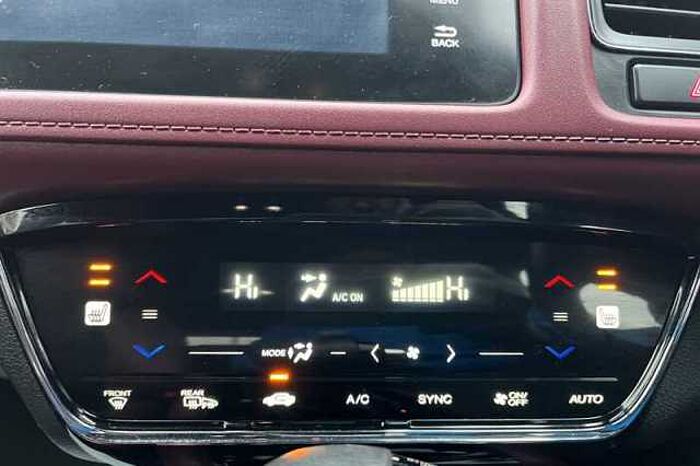 MENU
BACK
Hi
A/C ON
Hi
MODE
FRONT
REAR
A/C
SYNC
ON/
OFF
AUTO